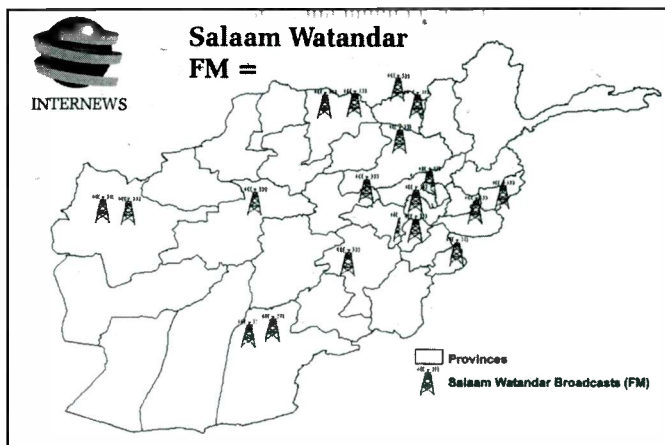 Salaam Watandar
FM =
INTERNEWS
Provinces
Salaam Watandar Broadcasts (FM)